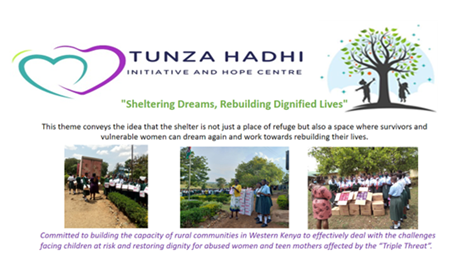 TUNZA HADHI
INITIATIVE AND HOPE CENTRE
"Sheltering Dreams, Rebuilding Dignified Lives"
This theme conveys the idea that the shelter is not just a place of refuge but also a space where survivors and
vulnerable women can dream again and work towards rebuilding their lives.
Committed to building the capacity of rural communities in Western Kenya to effectively deal with the challenges
facing children at risk and restoring dignity for abused women and teen mothers affected by the “Triple Threat”.